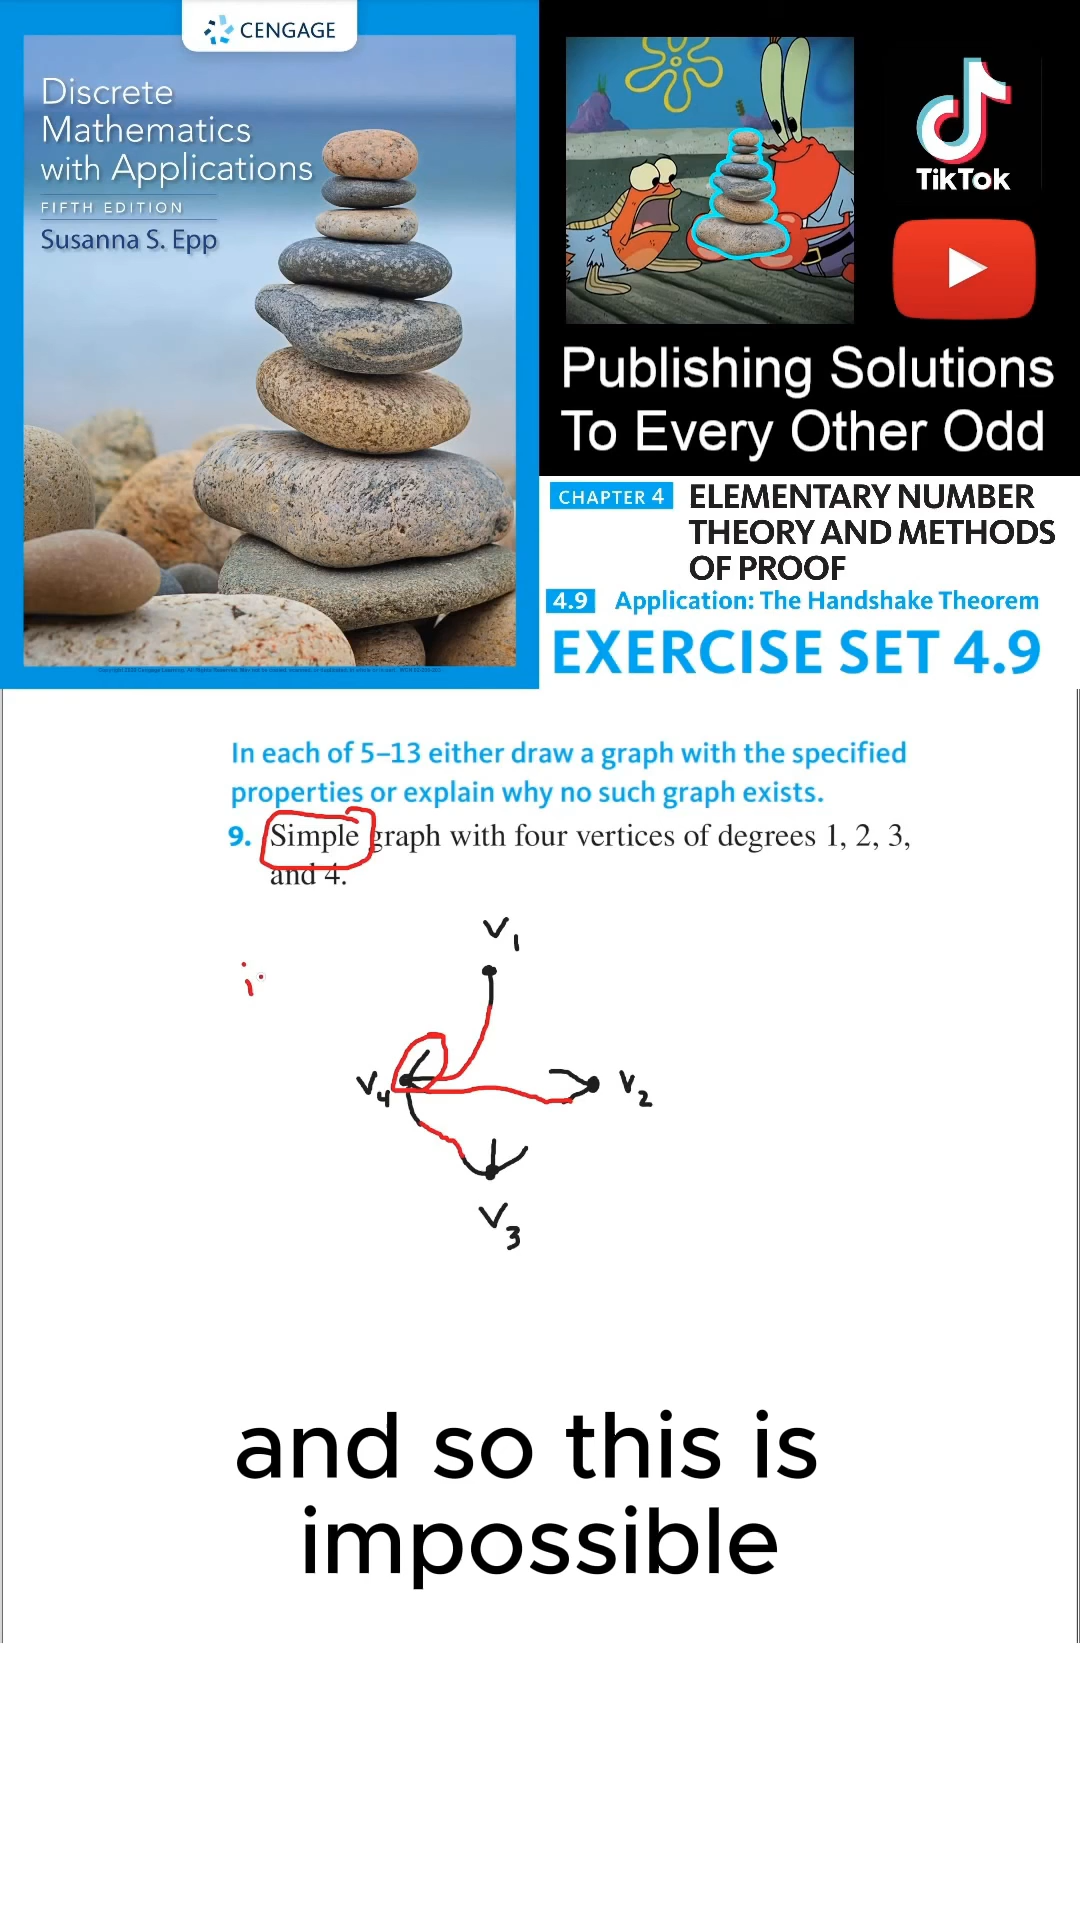 CENGAGE
Discrete
Mathematics
with Applications
FIFTH EDITION
Susanna S. Epp
TikTok
Publishing Solutions
To Every Other Odd
CHAPTER 4 ELEMENTARY NUMBER
THEORY AND METHODS
OF PROOF
4.9 Application: The Handshake Theorem
EXERCISE SET 4.9
In each of 5–13 either draw a graph with the specified
properties or explain why no such graph exists.
9. Simple graph with four vertices of degrees 1, 2, 3,
and 4.
V1
V4
V2
V3
and so this is
impossible